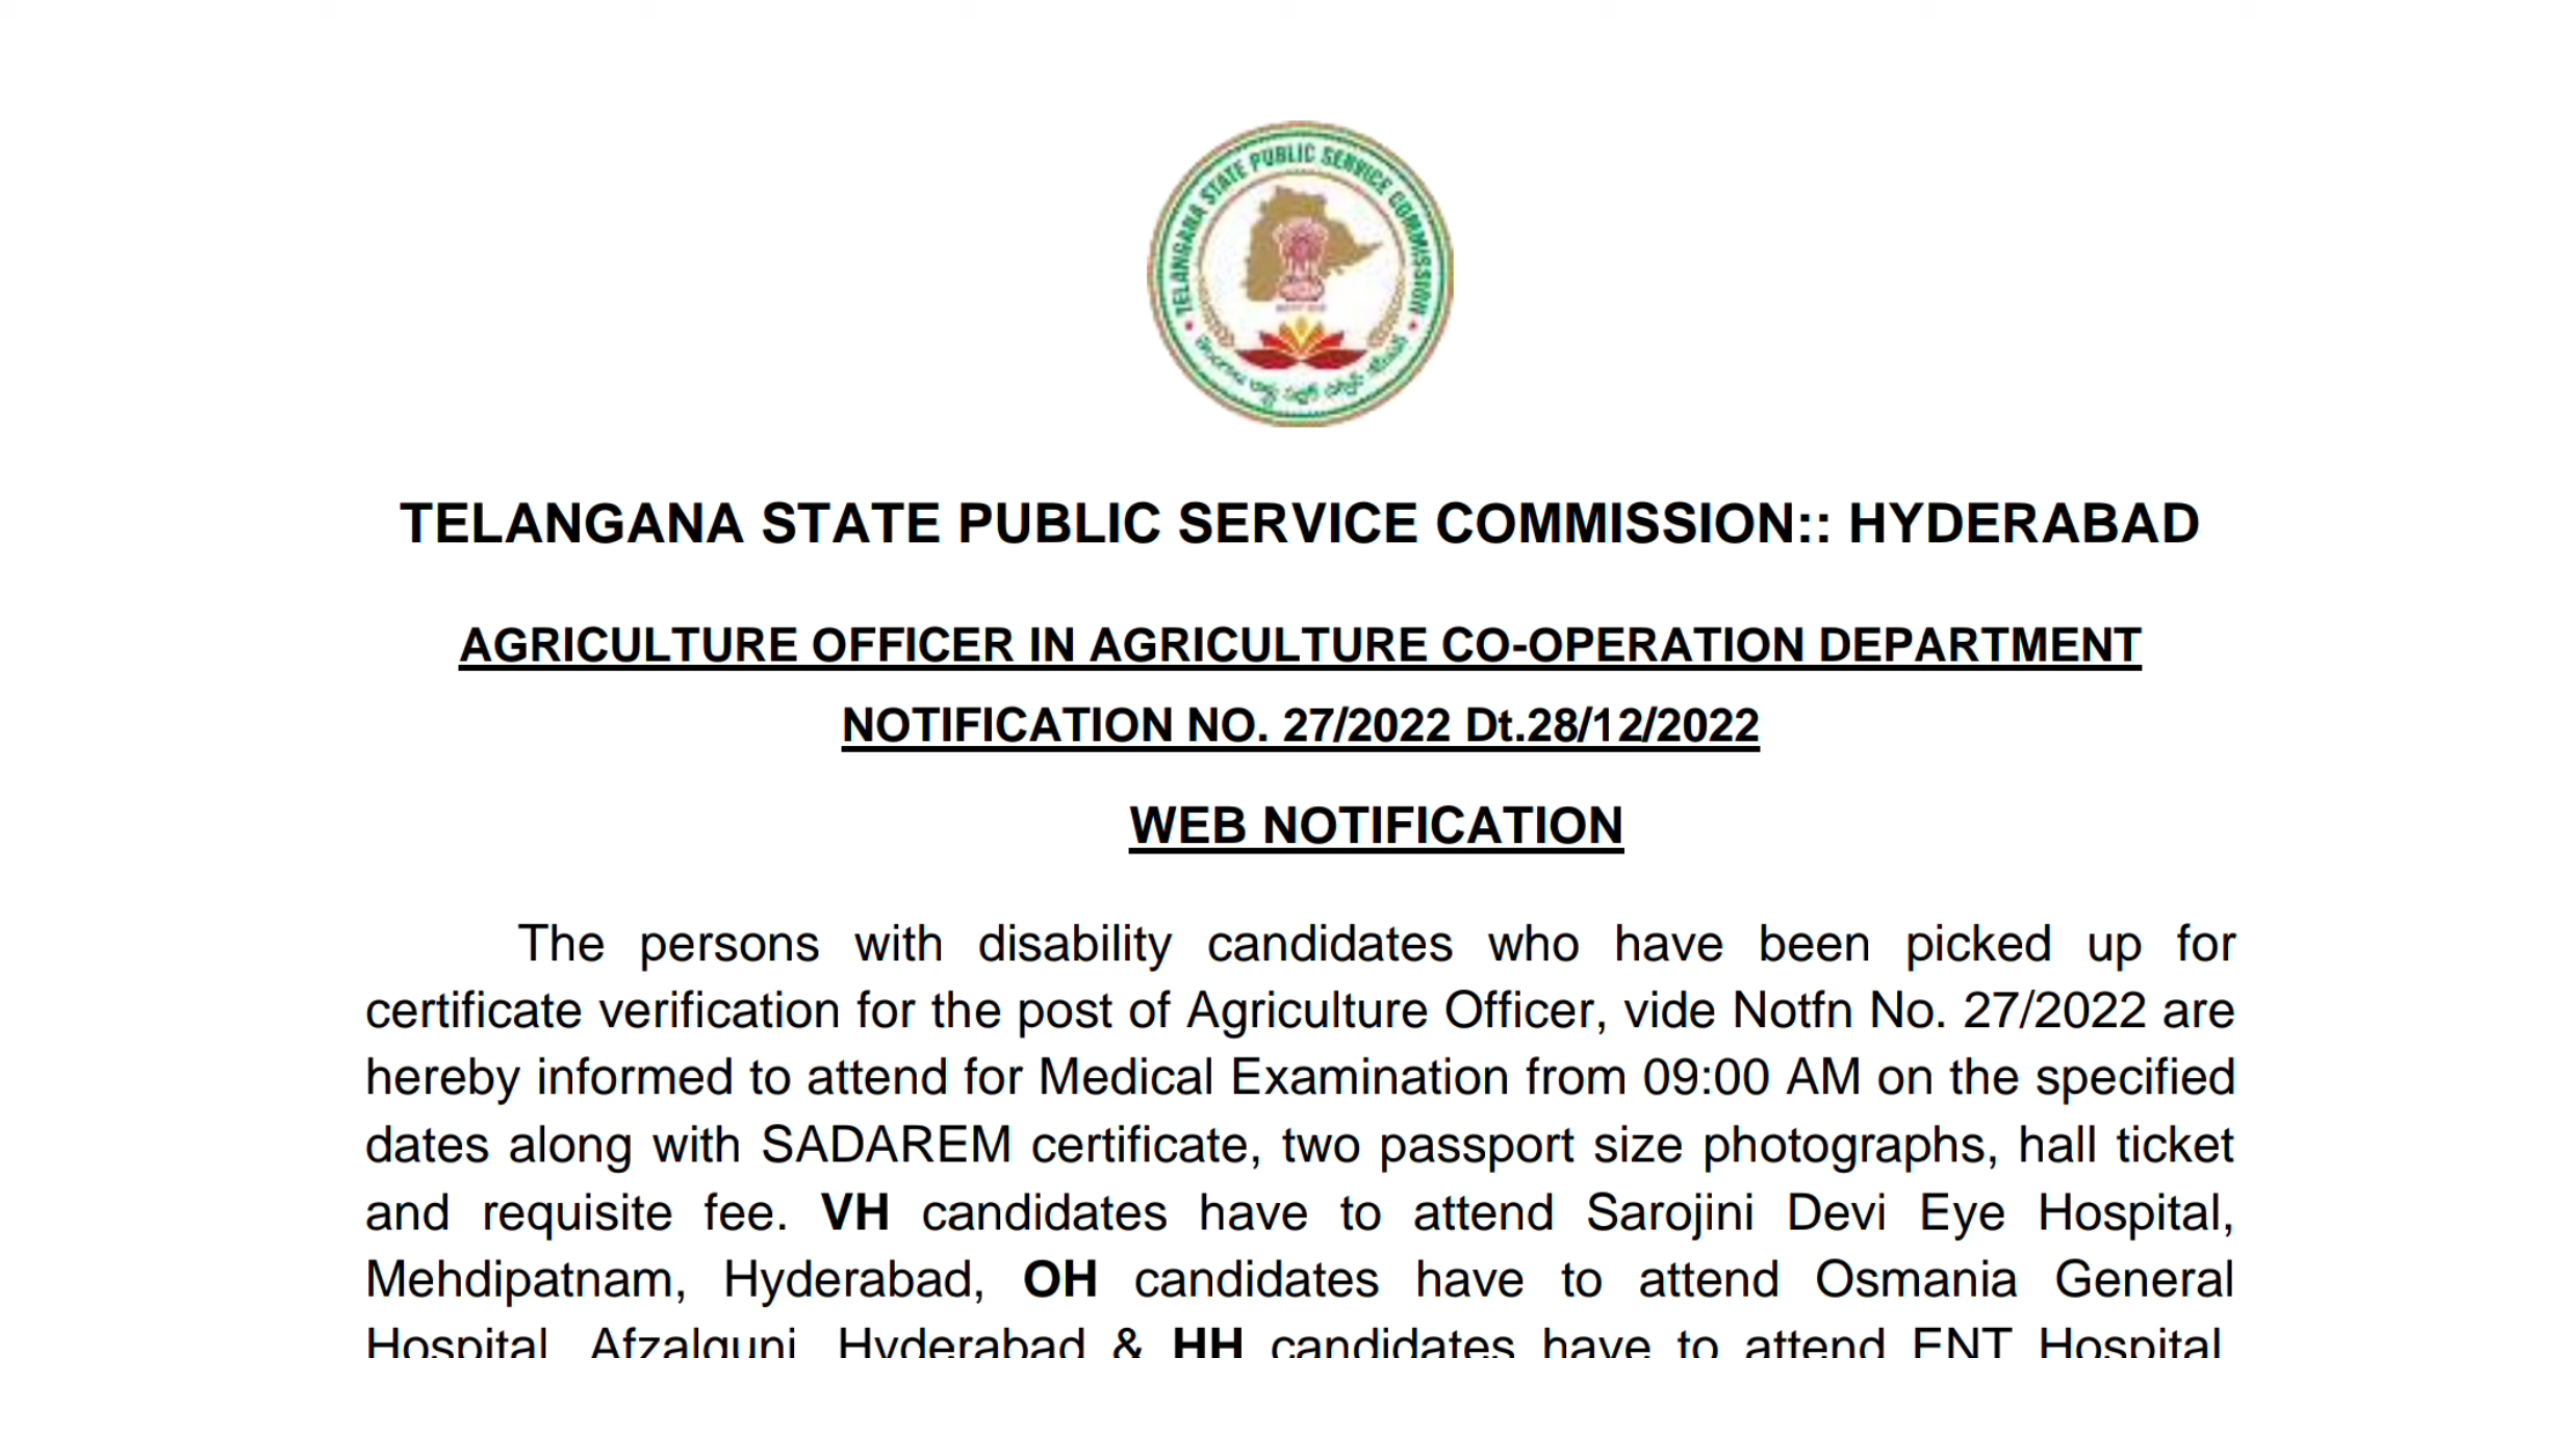 TELANGANA STATE PUBLIC SERVICE COMMISSION
TELANGANA STATE PUBLIC SERVICE COMMISSION:: HYDERABAD
AGRICULTURE OFFICER IN AGRICULTURE CO-OPERATION DEPARTMENT
NOTIFICATION NO. 27/2022 Dt.28/12/2022
WEB NOTIFICATION
The persons with disability candidates who have been picked up for
certificate verification for the post of Agriculture Officer, vide Notfn No. 27/2022 are
hereby informed to attend for Medical Examination from 09:00 AM on the specified
dates along with SADAREM certificate, two passport size photographs, hall ticket
and requisite fee. VH candidates have to attend Sarojini Devi Eye Hospital,
Mehdipatnam, Hyderabad, OH candidates have to attend Osmania General
Hospital Afzalgunj Hyderabad & HH candidates have to attend ENT Hospital